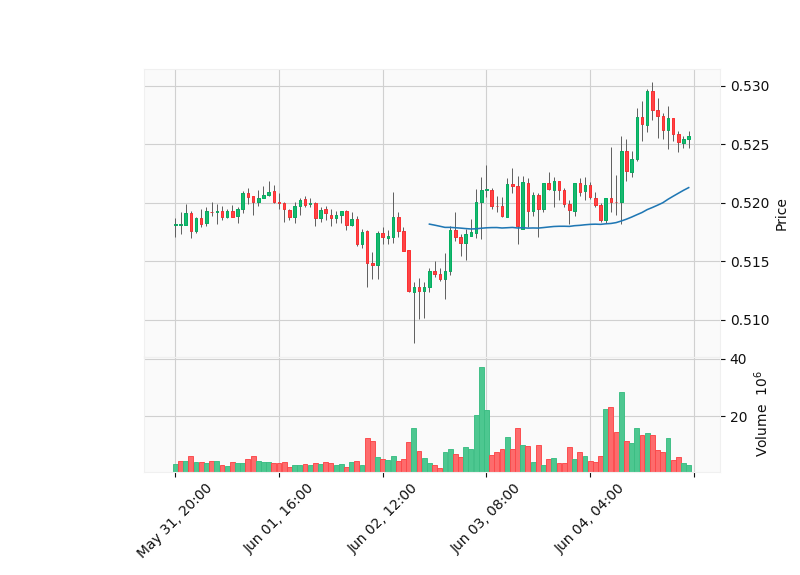 0.530
0.525
0.520
0.515
0.510
Price
40
20
Volume 10^6
May 31, 20:00
Jun 01, 16:00
Jun 02, 12:00
Jun 03, 08:00
Jun 04, 04:00